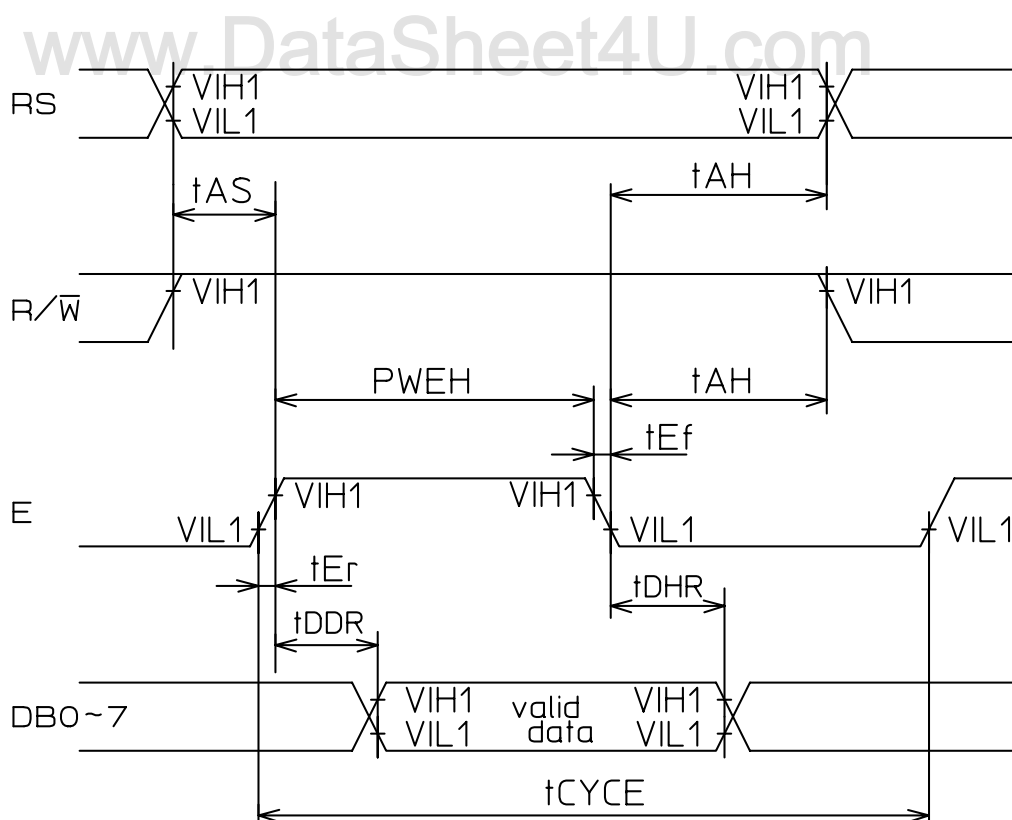 www.DataSheet4U.com
RS
VIH1
VIL1
VIH1
VIL1
tAS
tAH
R/W̅
VIH1
VIH1
PWEH
tAH
tEf
E
VIL1
VIH1
VIH1
VIL1
VIL1
tEr
tDHR
tDDR
DB0~7
VIH1
VIL1
valid
data
VIH1
VIL1
tCYCE